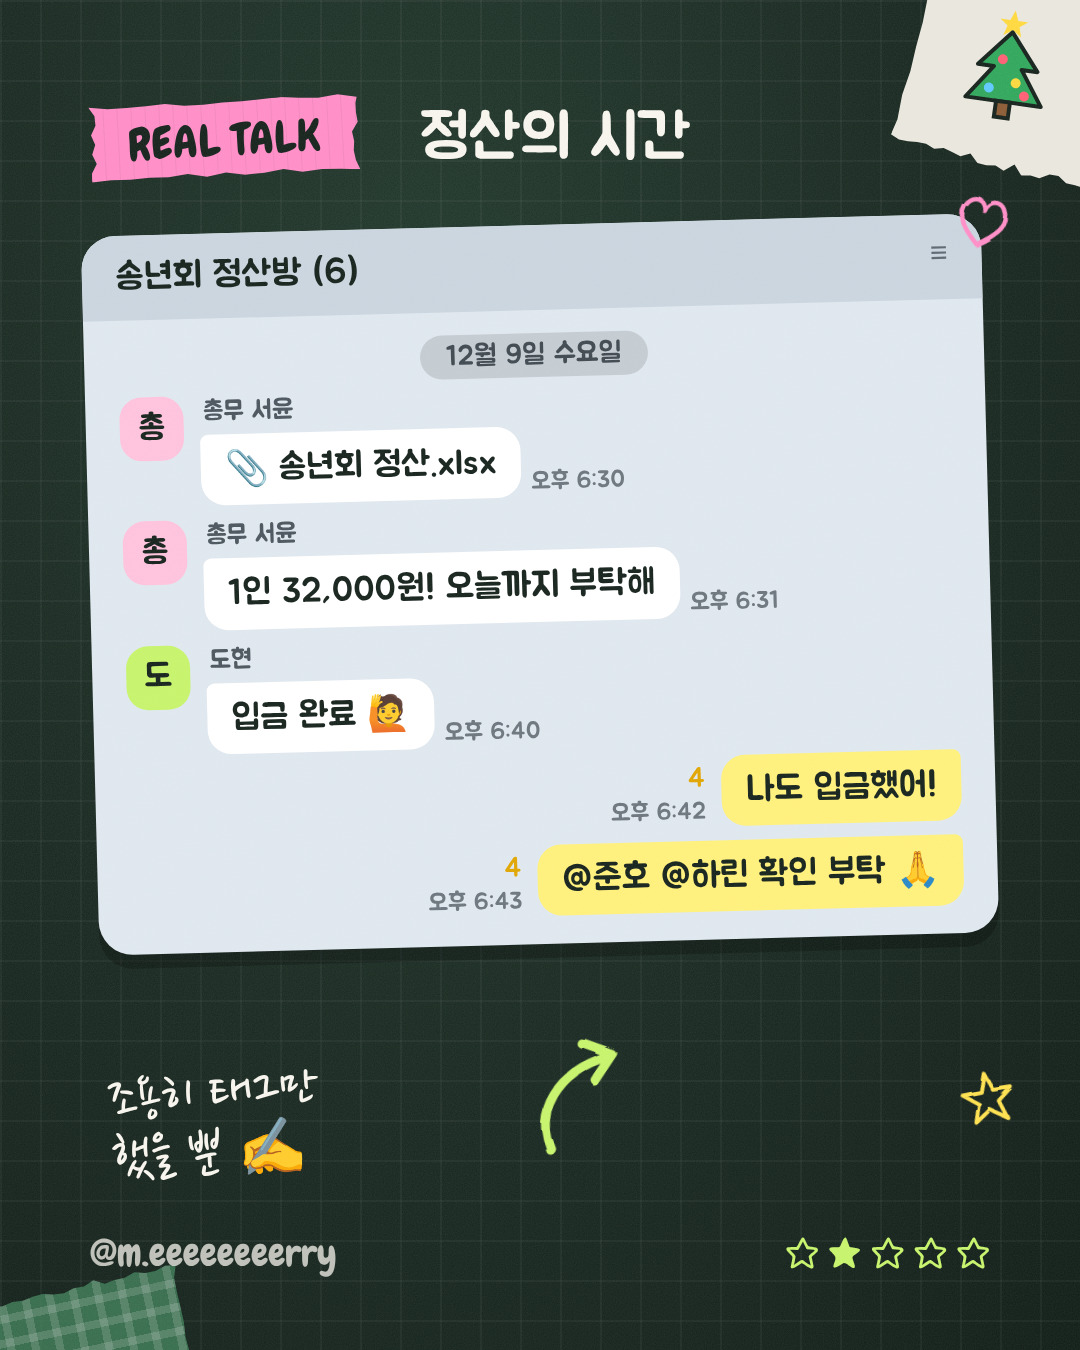 REAL TALK
정산의 시간
송년회 정산방 (6)
12월 9일 수요일
총
총무 서윤
송년회 정산.xlsx
오후 6:30
총
총무 서윤
1인 32,000원! 오늘까지 부탁해
오후 6:31
도
도현
입금 완료 🙋
오후 6:40
4
오후 6:42
나도 입금했어!
4
오후 6:43
@준호 @하린 확인 부탁 🙏
조용히 태그만
했을 뿐 ✍️
@m.eeeeeeeerry